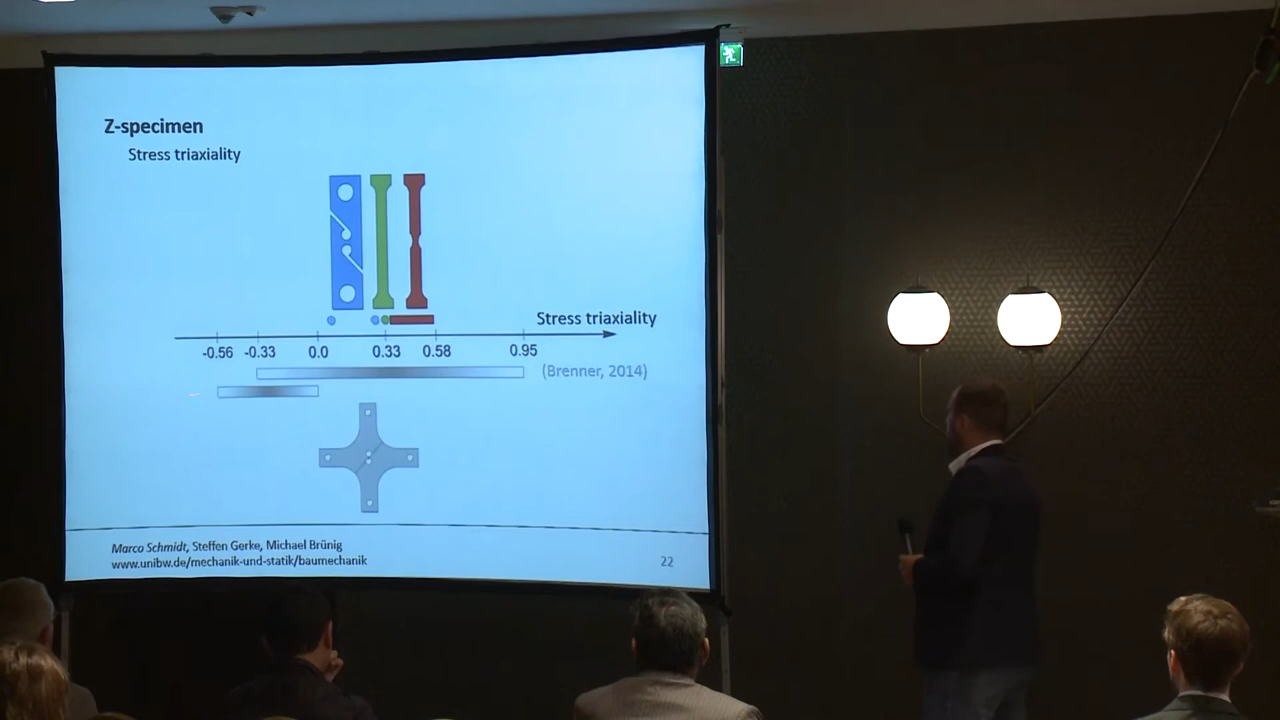 Z-specimen
Stress triaxiality
Stress triaxiality
-0.56 -0.33 0.0 0.33 0.58 0.95
(Brenner, 2014)
Marco Schmidt, Steffen Gerke, Michael Brünig
www.unibw.de/mechanik-und-statik/baumechanik
22